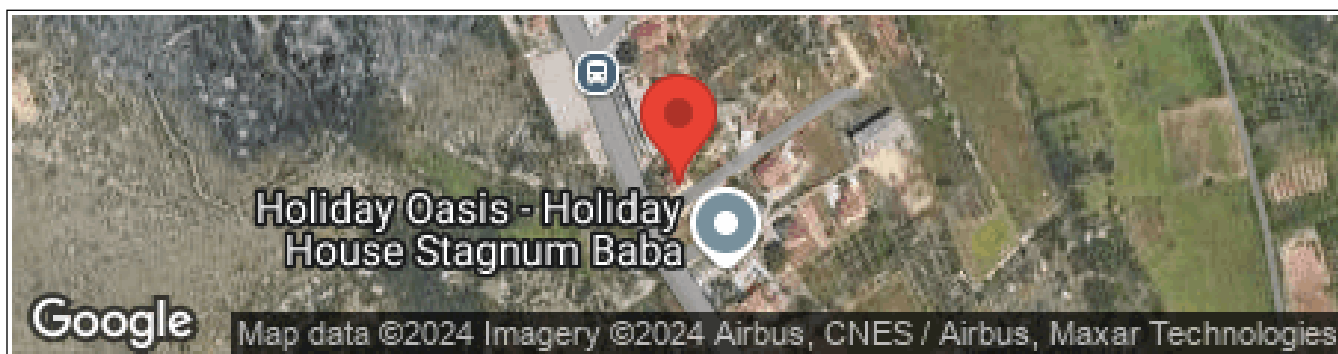 Holiday Oasis - Holiday
House Stagnum Baba
Google
Map data ©2024 Imagery ©2024 Airbus, CNES / Airbus, Maxar Technologies